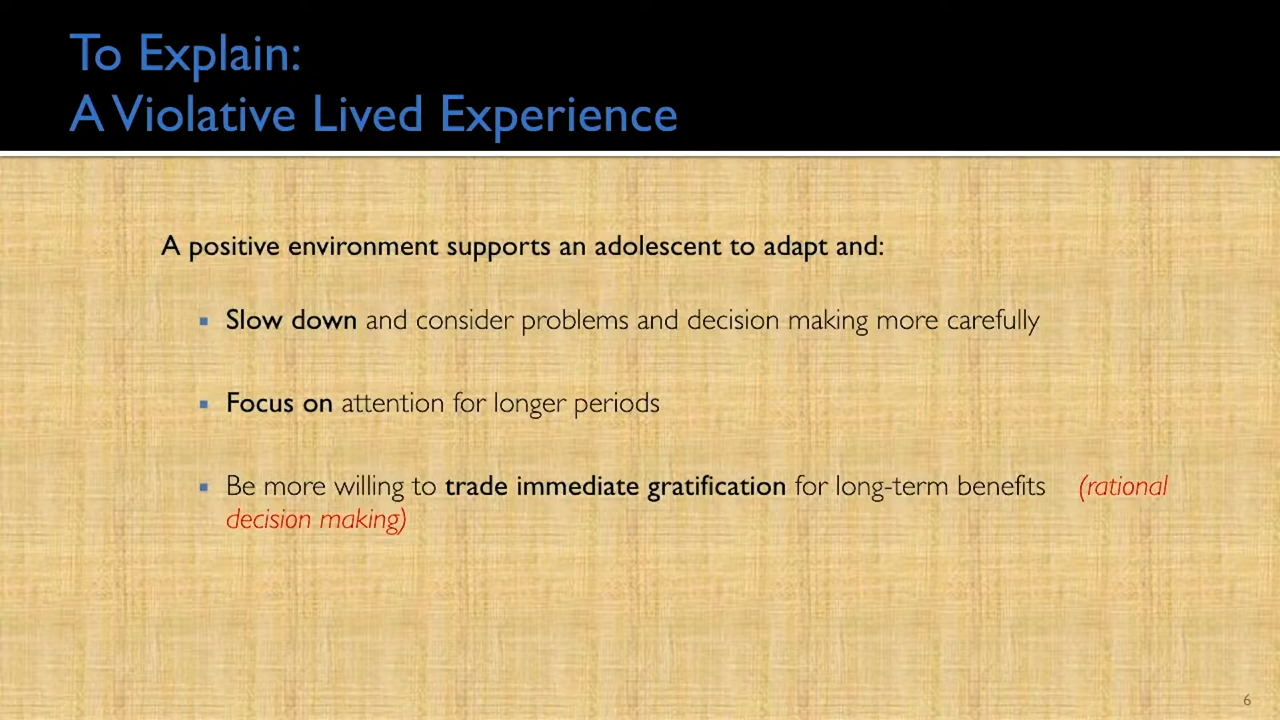 To Explain:
A Violative Lived Experience
A positive environment supports an adolescent to adapt and:
▪ Slow down and consider problems and decision making more carefully
▪ Focus on attention for longer periods
▪ Be more willing to trade immediate gratification for long-term benefits (rational
decision making)
6